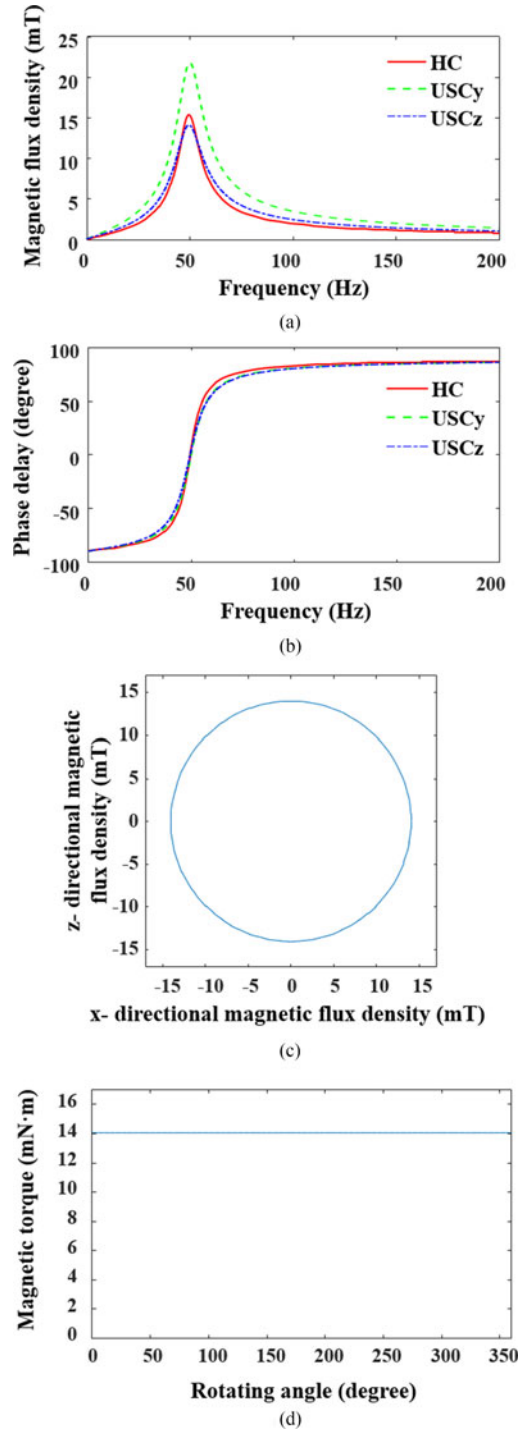 25
20
15
10
5
0
Magnetic flux density (mT)
HC
USCy
USCz
0 50 100 150 200
Frequency (Hz)
(a)
100
50
0
-50
-100
Phase delay (degree)
HC
USCy
USCz
0 50 100 150 200
Frequency (Hz)
(b)
15
10
5
0
-5
-10
-15
z- directional magnetic
flux density (mT)
-15 -10 -5 0 5 10 15
x- directional magnetic flux density (mT)
(c)
16
14
12
10
8
6
4
2
0
Magnetic torque (mN·m)
0 50 100 150 200 250 300 350
Rotating angle (degree)
(d)